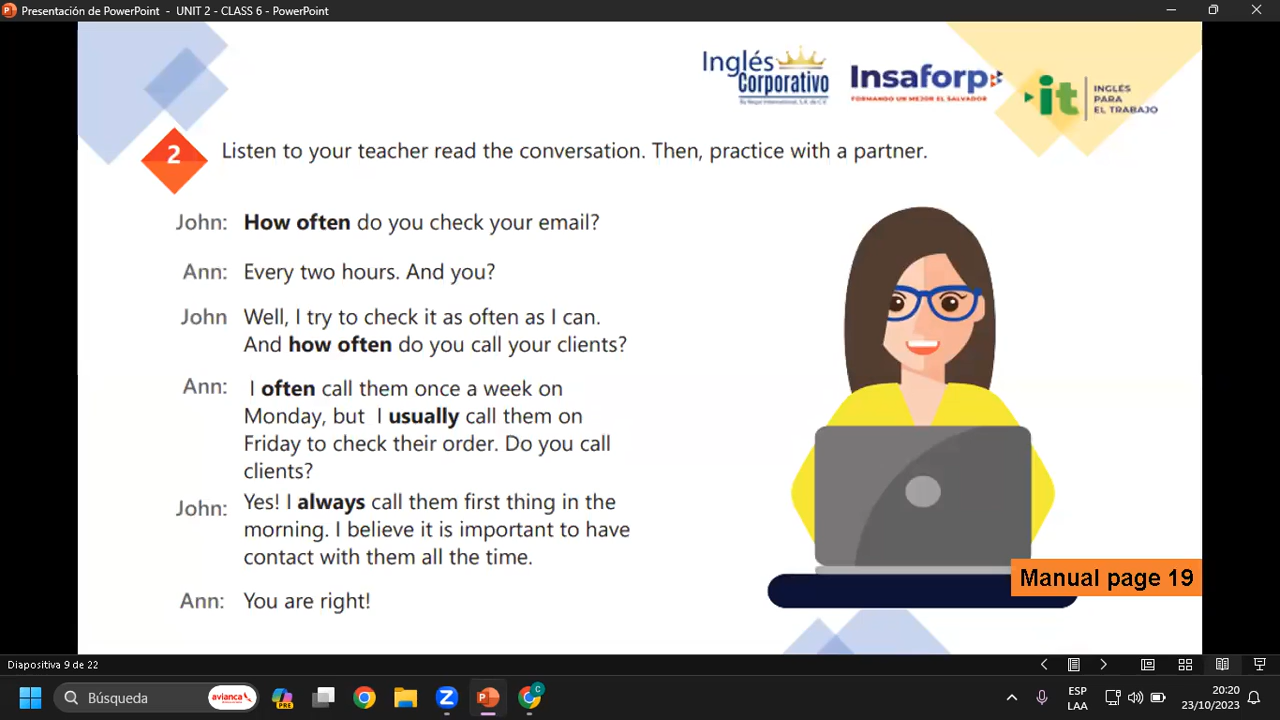 Presentación de PowerPoint - UNIT 2 - CLASS 6 - PowerPoint
Inglés
Corporativo
Insaforp
FORMANDO UN MEJOR EL SALVADOR
it
INGLÉS
PARA
EL TRABAJO
2
Listen to your teacher read the conversation. Then, practice with a partner.
John: How often do you check your email?
Ann: Every two hours. And you?
John Well, I try to check it as often as I can.
And how often do you call your clients?
Ann: I often call them once a week on
Monday, but I usually call them on
Friday to check their order. Do you call
clients?
John: Yes! I always call them first thing in the
morning. I believe it is important to have
contact with them all the time.
Ann: You are right!
Manual page 19
Diapositiva 9 de 22
Búsqueda
avianca
PRE
C
ESP
LAA
20:20
23/10/2023